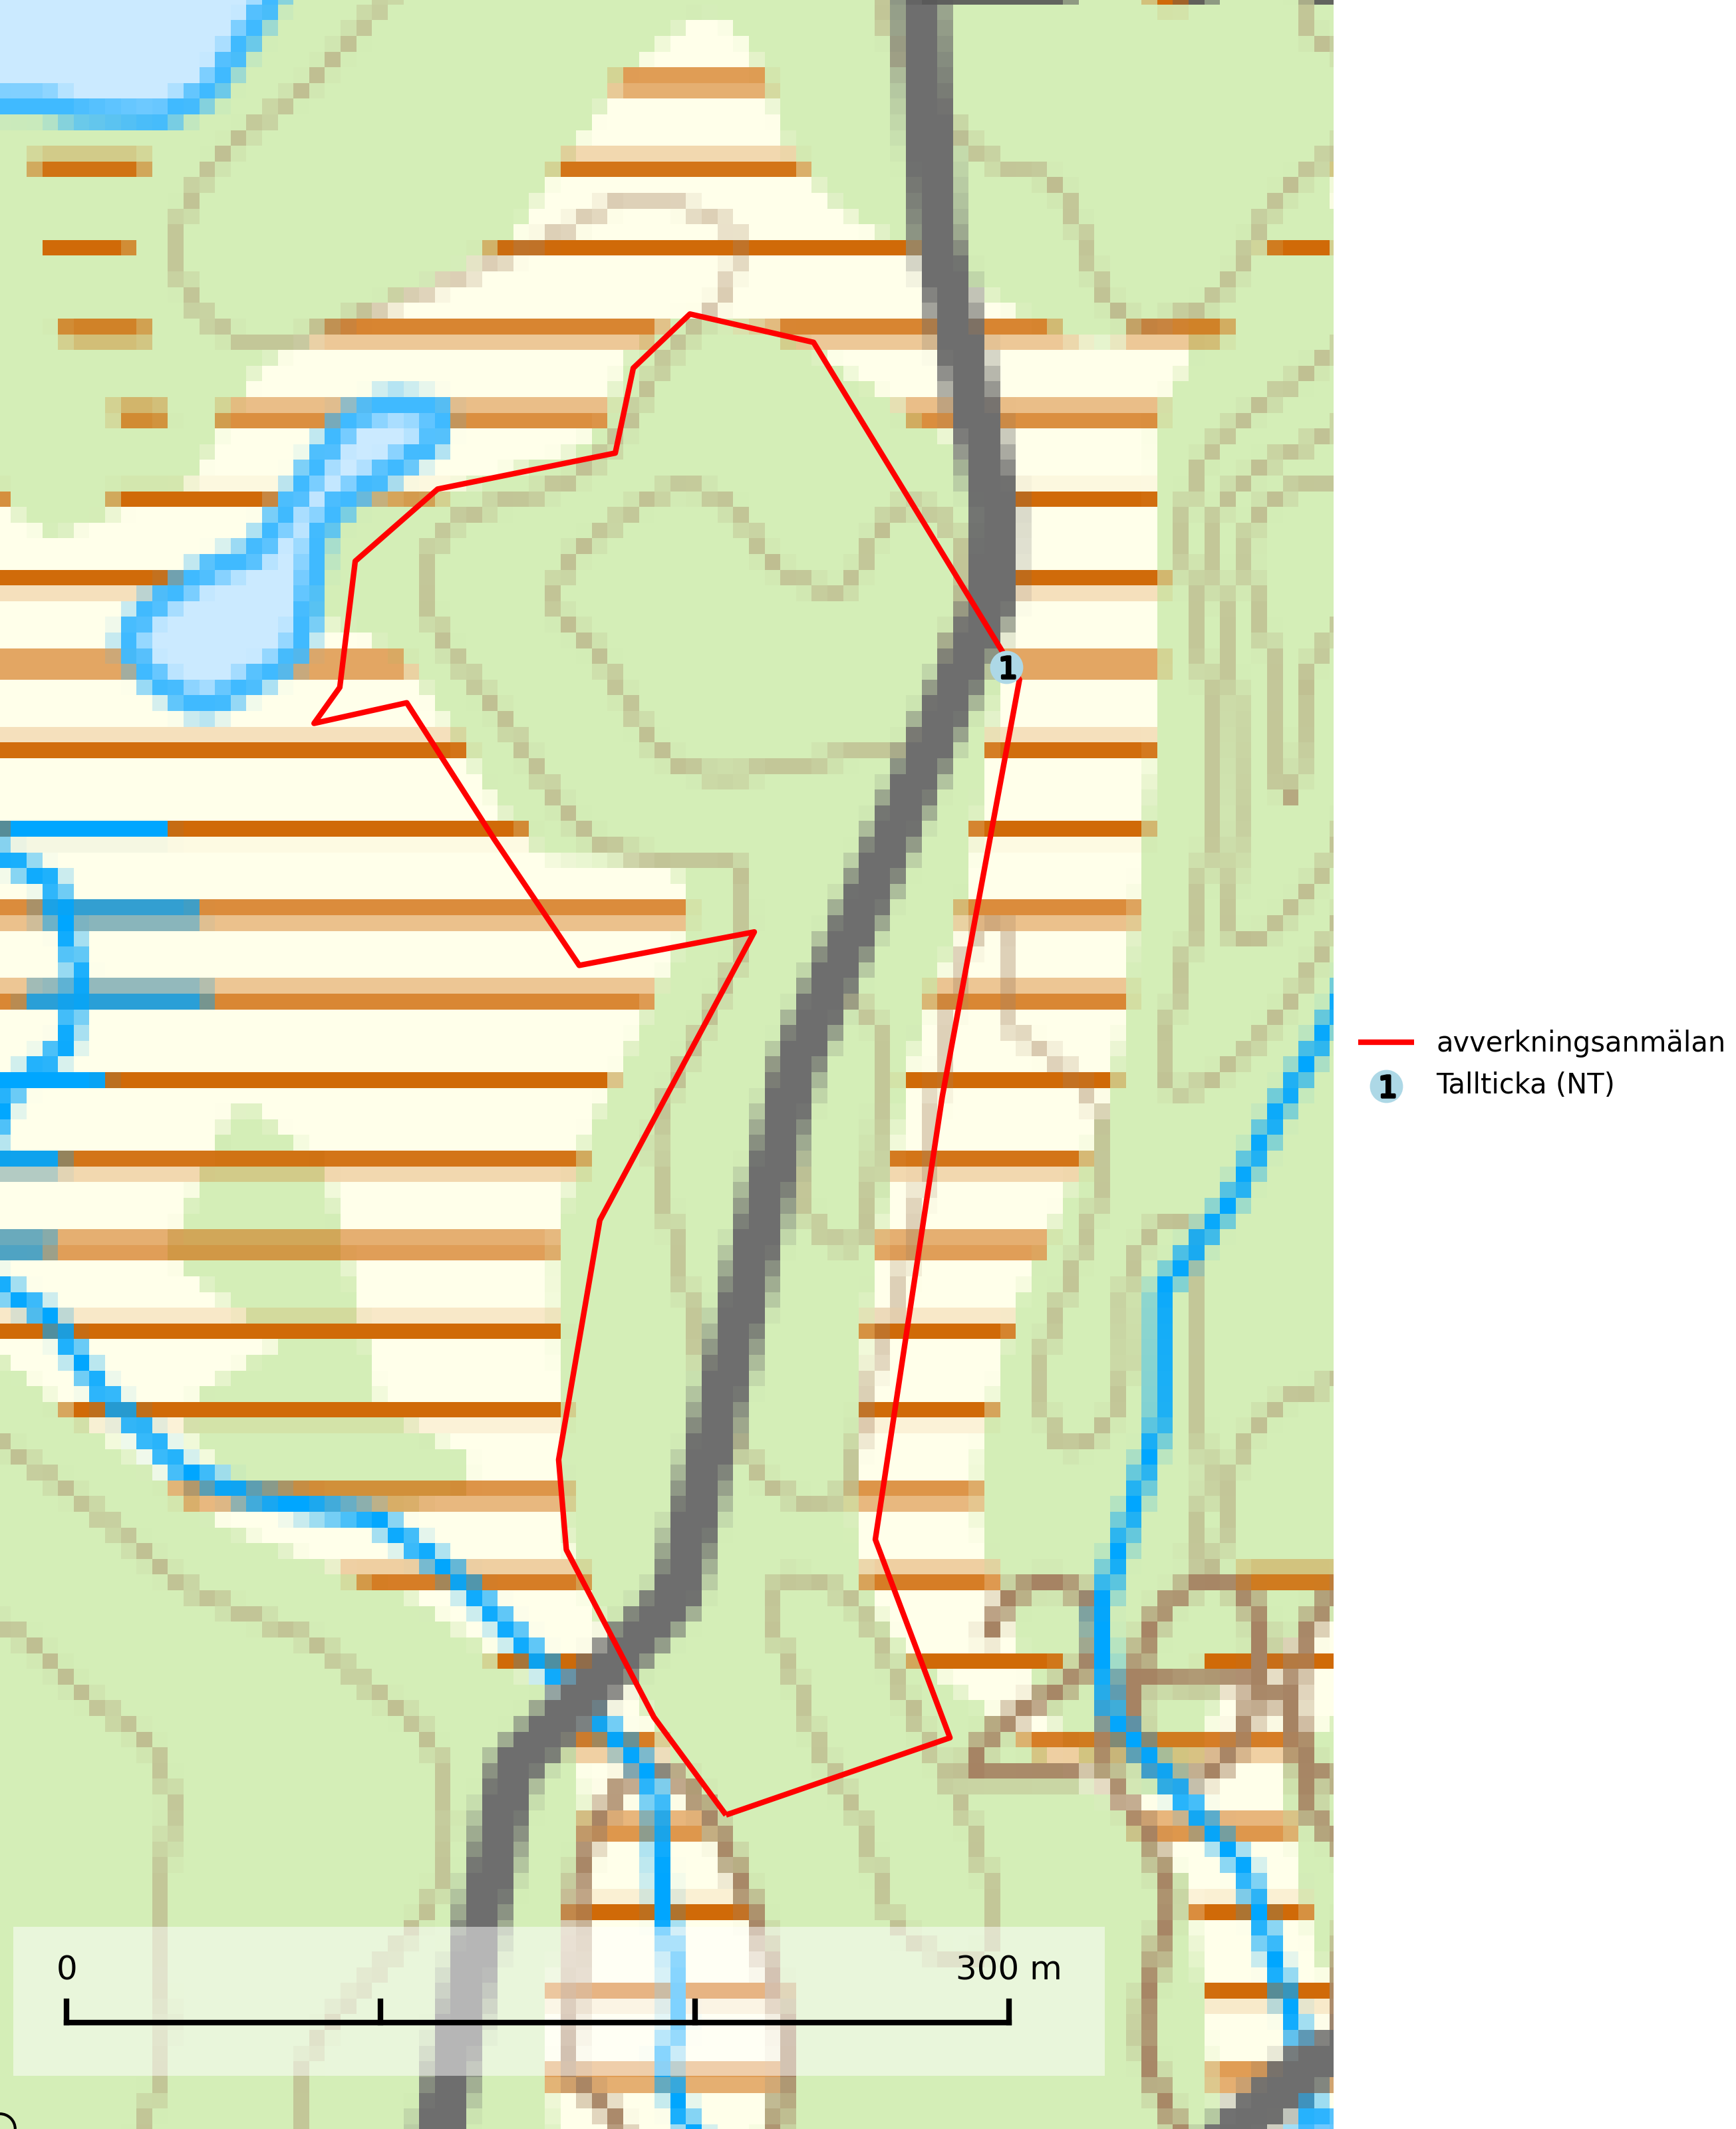 1
avverkningsanmälan
1 Tallticka (NT)
0 300 m